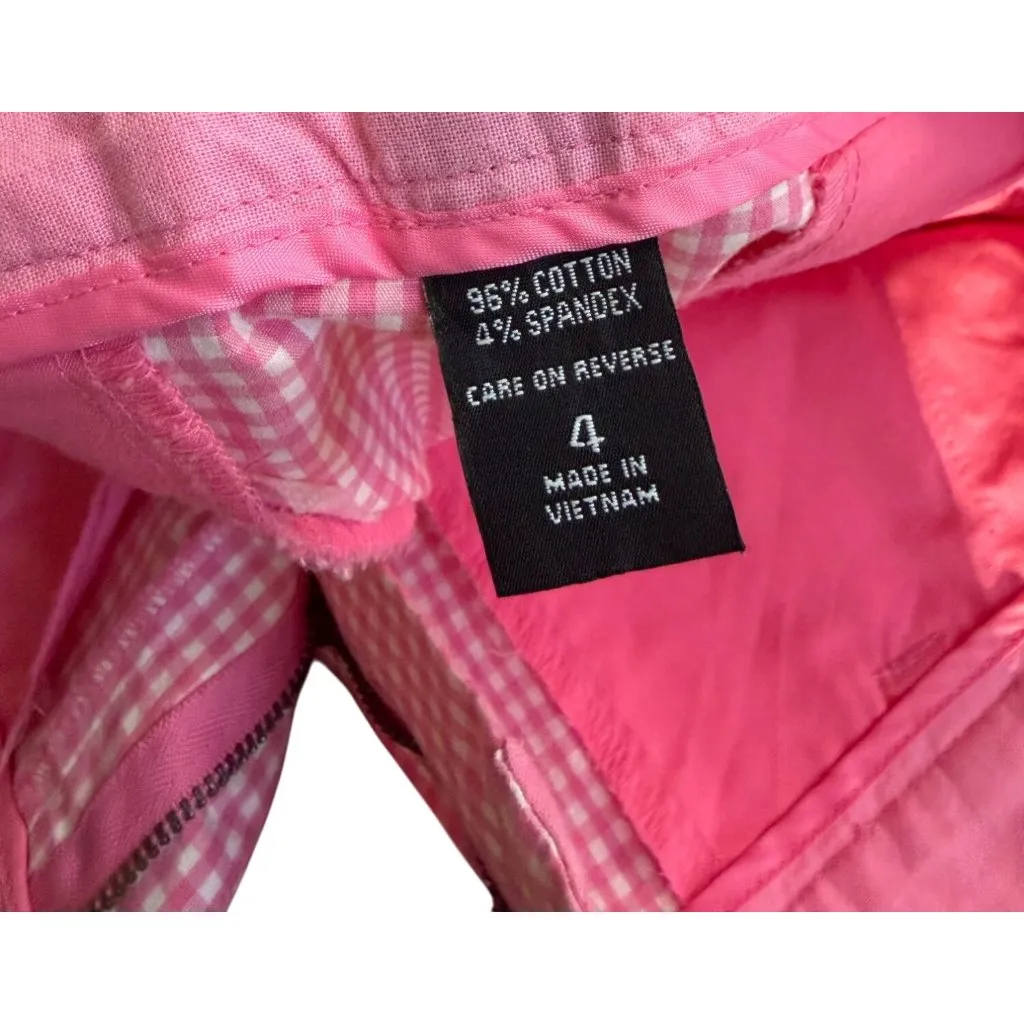 96% COTTON
4% SPANDEX
CARE ON REVERSE
4
MADE IN
VIETNAM